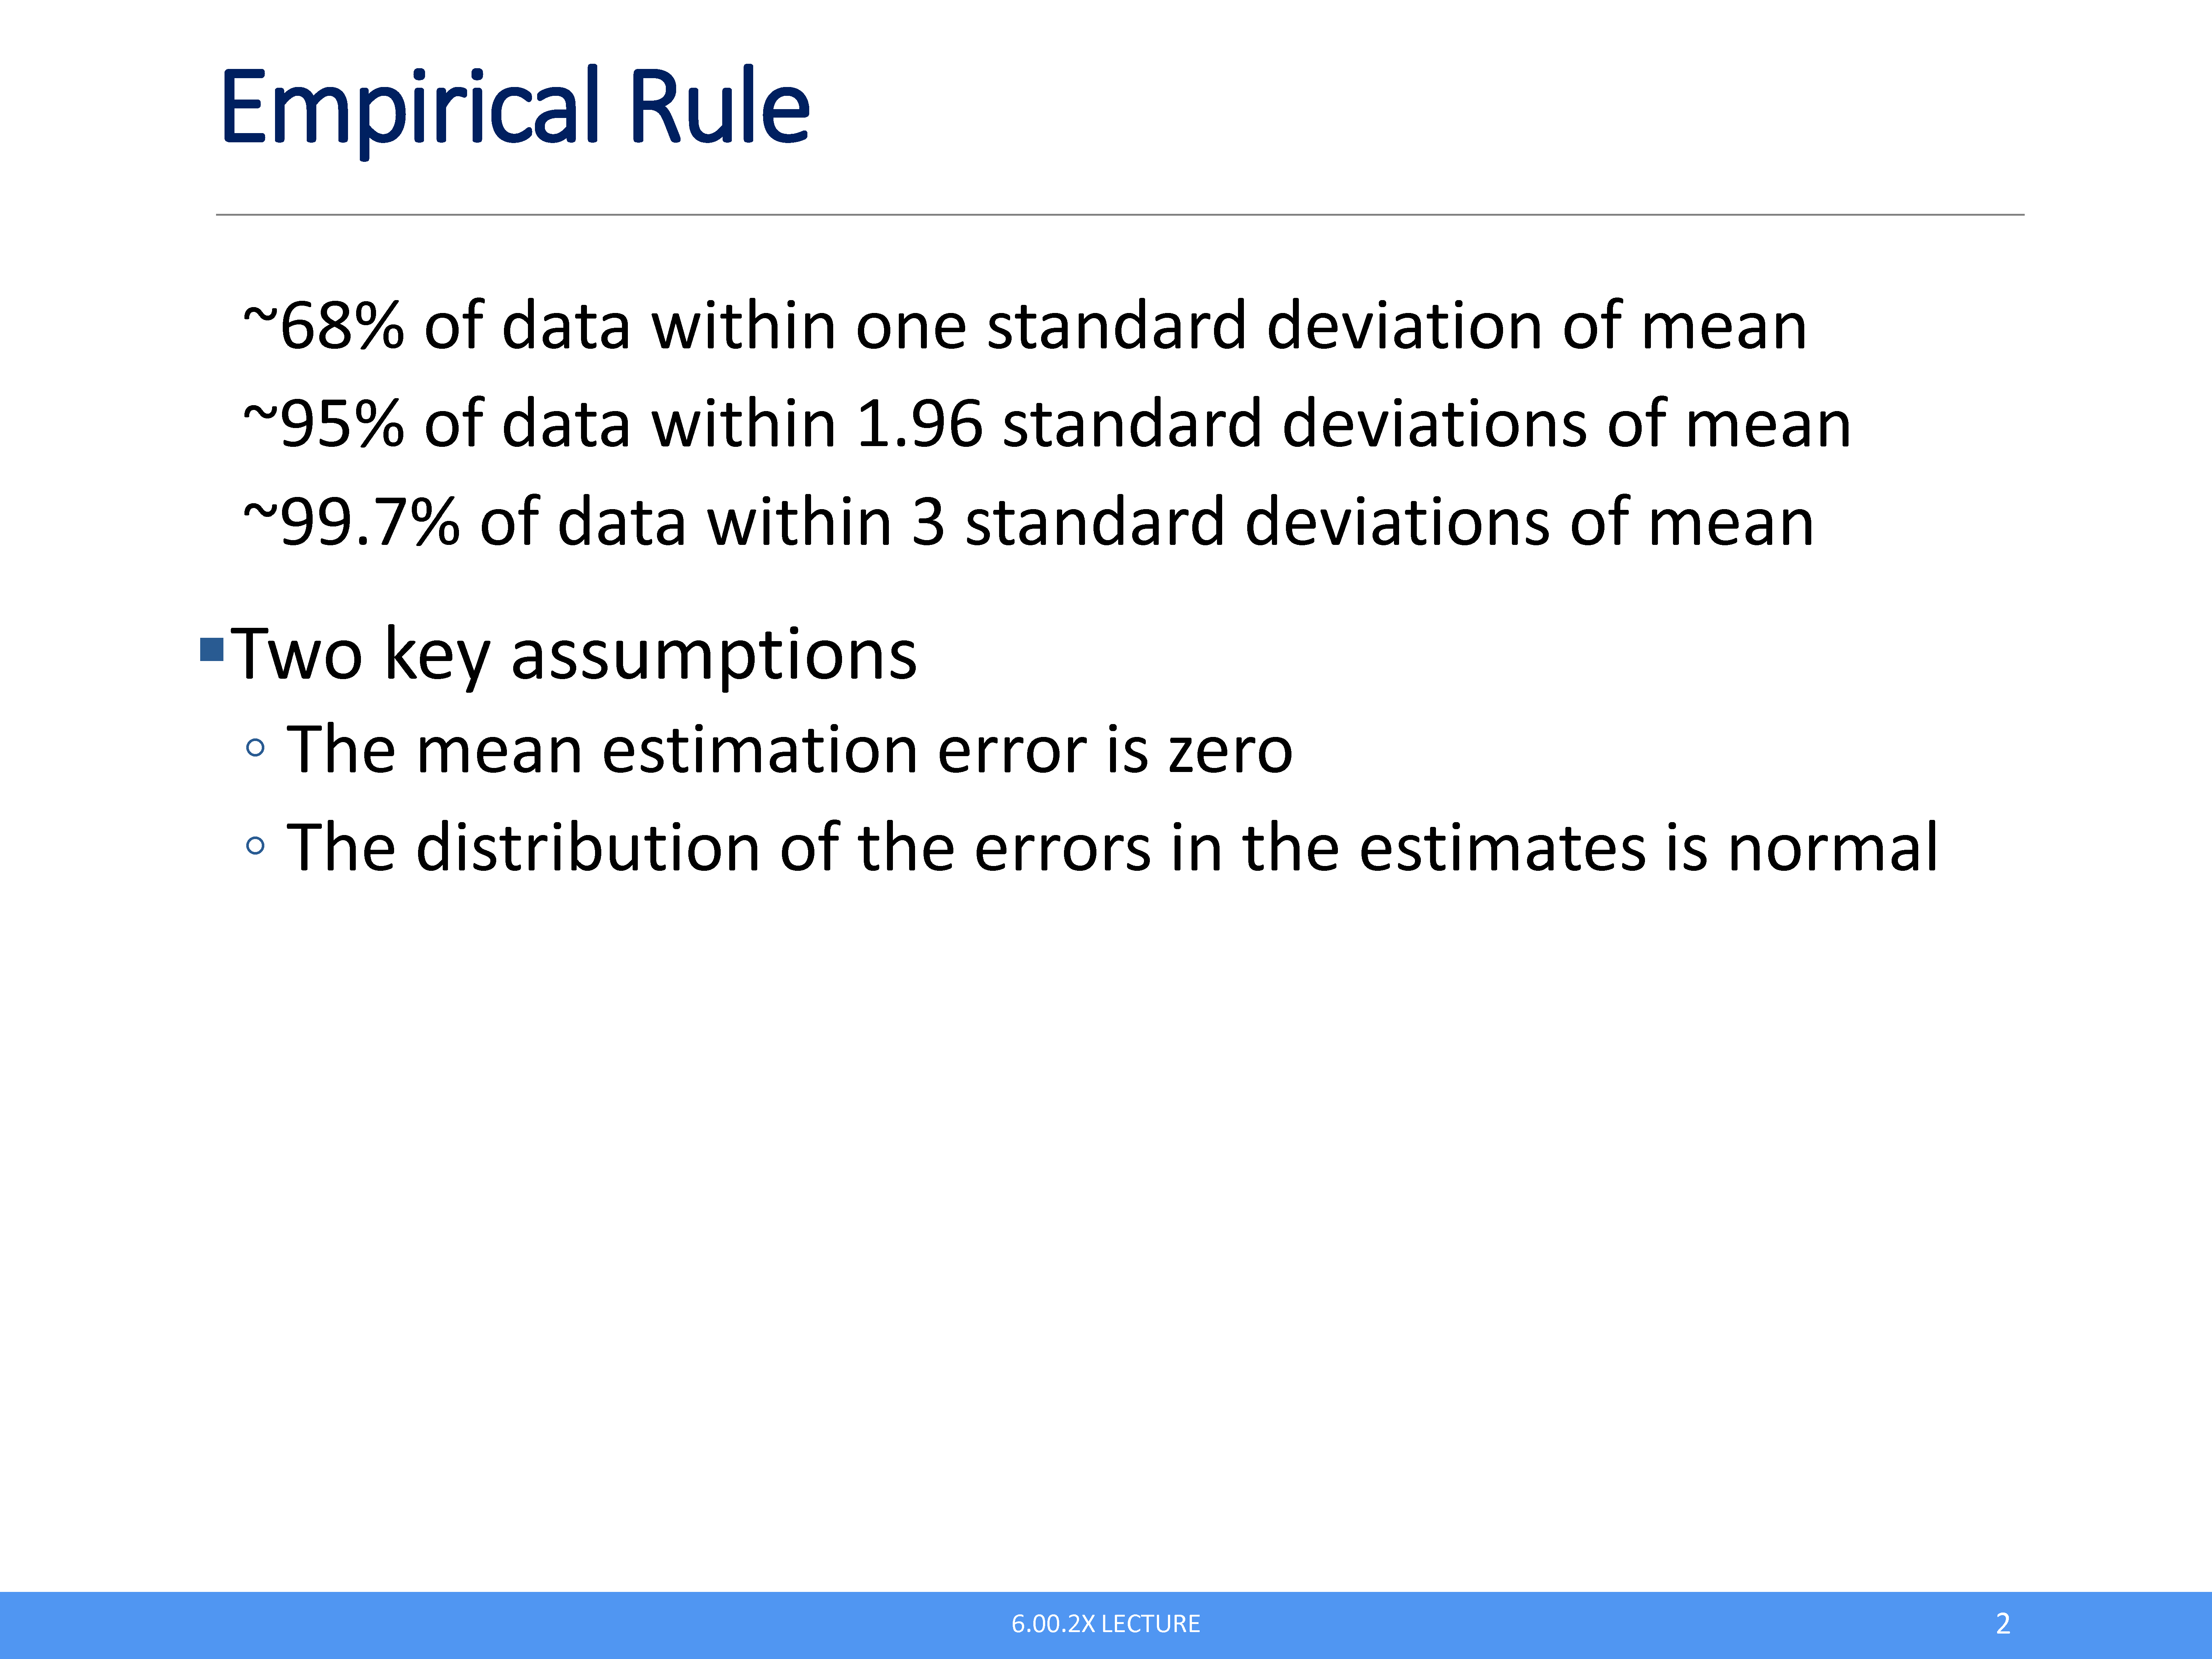 Empirical Rule
~68% of data within one standard deviation of mean
~95% of data within 1.96 standard deviations of mean
~99.7% of data within 3 standard deviations of mean
▪Two key assumptions
◦ The mean estimation error is zero
◦ The distribution of the errors in the estimates is normal
6.00.2X LECTURE
2